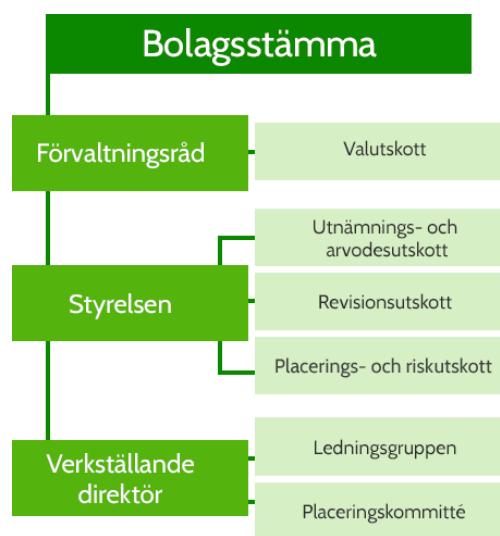 Bolagsstämma
Förvaltningsråd
Valutskott
Utnämnings- och
arvodesutskott
Styrelsen
Revisionsutskott
Placerings- och riskutskott
Verkställande
direktör
Ledningsgruppen
Placeringskommitté